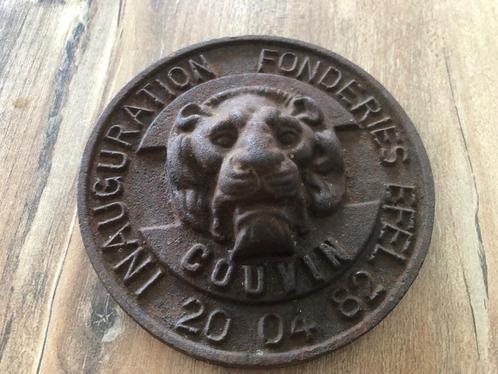 INAUGURATION FONDERIES EFEL
COUVIN
20 04 82